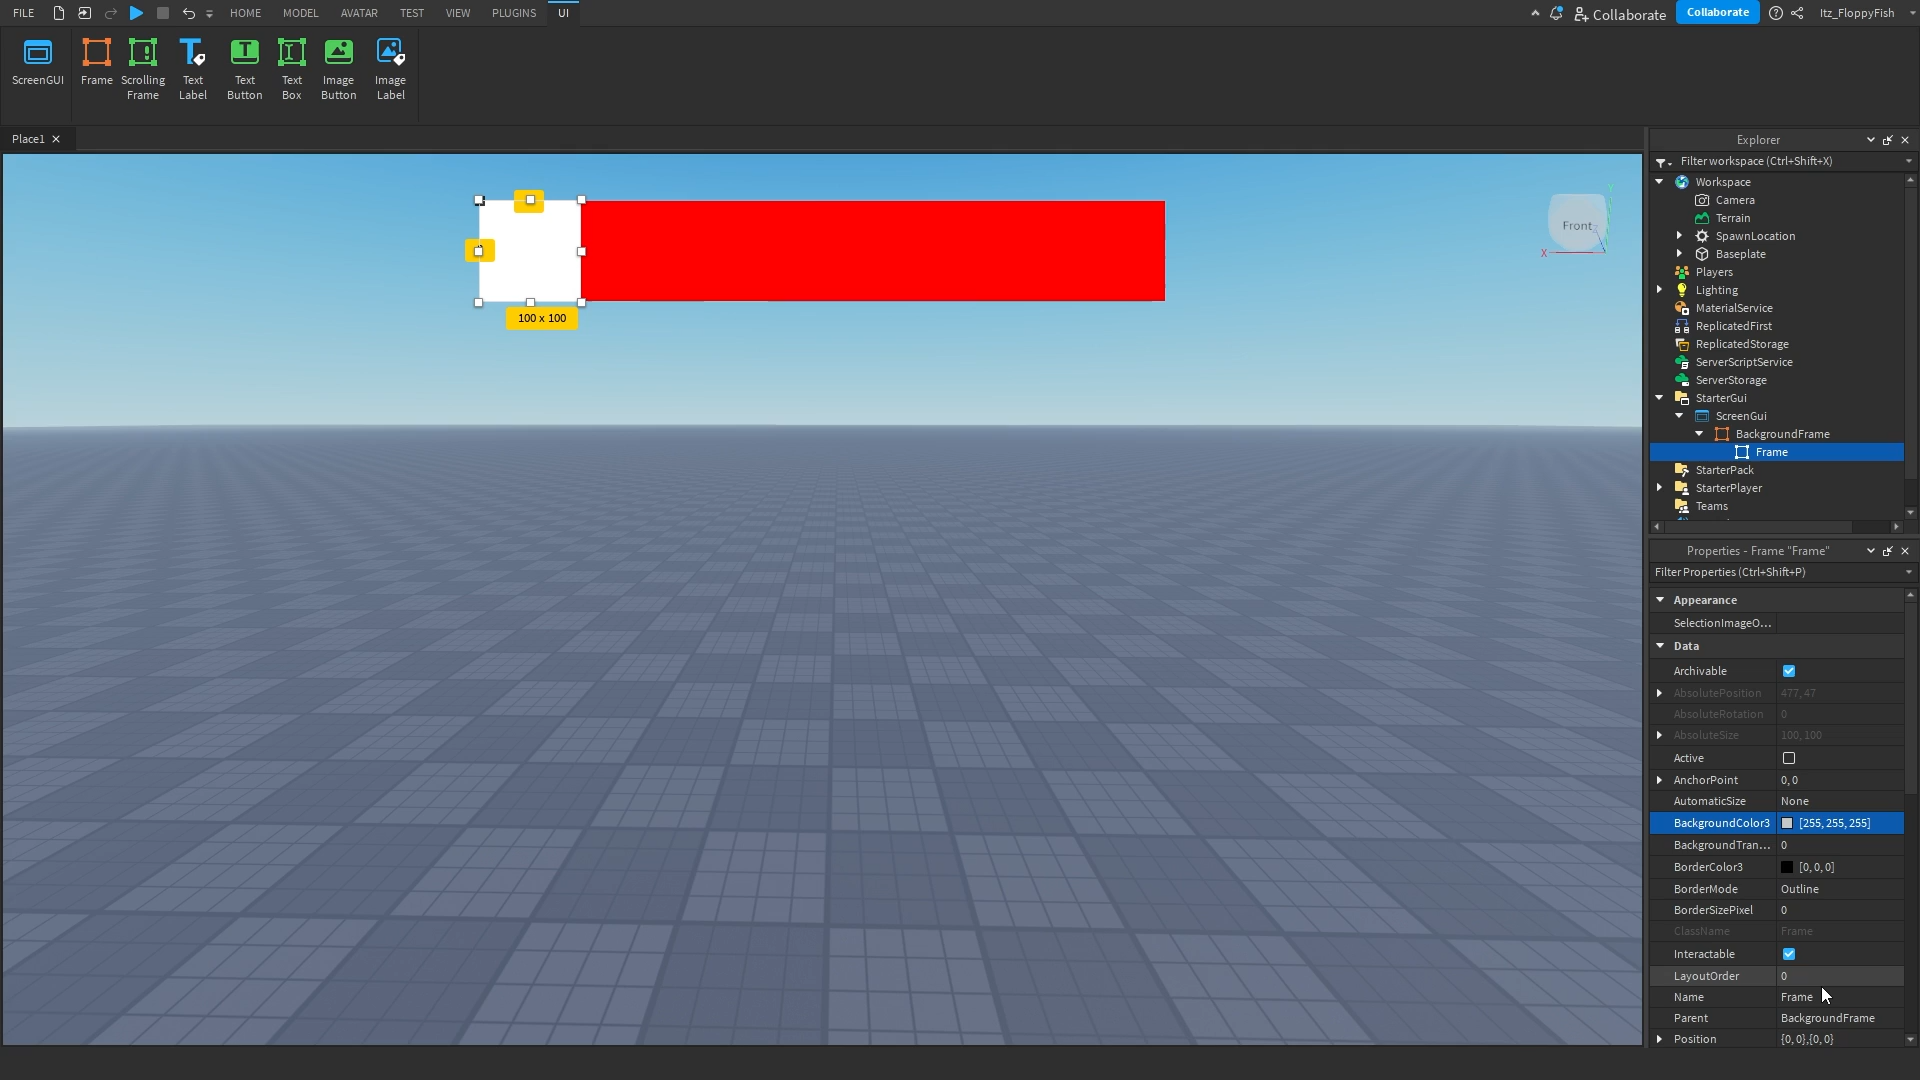 FILE HOME MODEL AVATAR TEST VIEW PLUGINS UI Collaborate Collaborate Itz_FloppyFish
ScreenGUI
Frame
Scrolling
Frame
Text
Label
Text
Button
Text
Box
Image
Button
Image
Label
Place1
100 x 100
Front
X
Y
Explorer
Filter workspace (Ctrl+Shift+X)
Workspace
Camera
Terrain
SpawnLocation
Baseplate
Players
Lighting
MaterialService
ReplicatedFirst
ReplicatedStorage
ServerScriptService
ServerStorage
StarterGui
ScreenGui
BackgroundFrame
Frame
StarterPack
StarterPlayer
Teams
Properties - Frame "Frame"
Filter Properties (Ctrl+Shift+P)
Appearance
SelectionImageO...
Data
Archivable
AbsolutePosition 477, 47
AbsoluteRotation 0
AbsoluteSize 100, 100
Active
AnchorPoint 0, 0
AutomaticSize None
BackgroundColor3 [255, 255, 255]
BackgroundTran... 0
BorderColor3 [0, 0, 0]
BorderMode Outline
BorderSizePixel 0
ClassName Frame
Interactable
LayoutOrder 0
Name Frame
Parent BackgroundFrame
Position {0, 0},{0, 0}